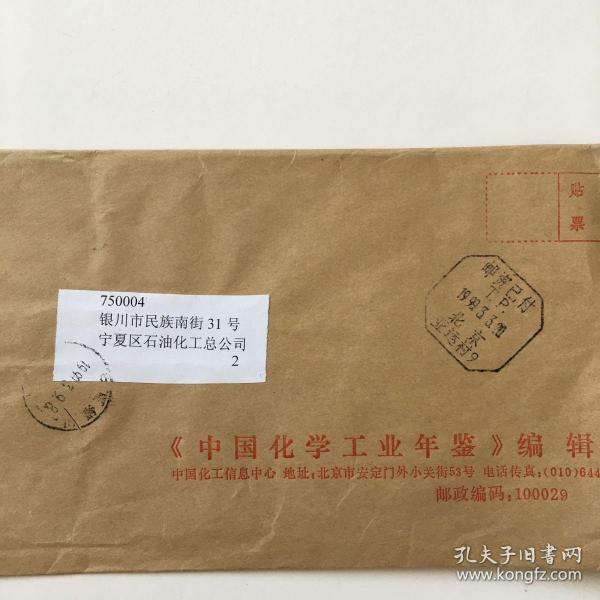 贴
票
邮资已付
T.P
北京
亚运村9
750004
银川市民族南街 31 号
宁夏区石油化工总公司
2
《中国化学工业年鉴》编 辑
中国化工信息中心 地址:北京市安定门外小关街53号 电话传真:(010)644
邮政编码:100029
孔夫子旧书网
www.kongfz.com